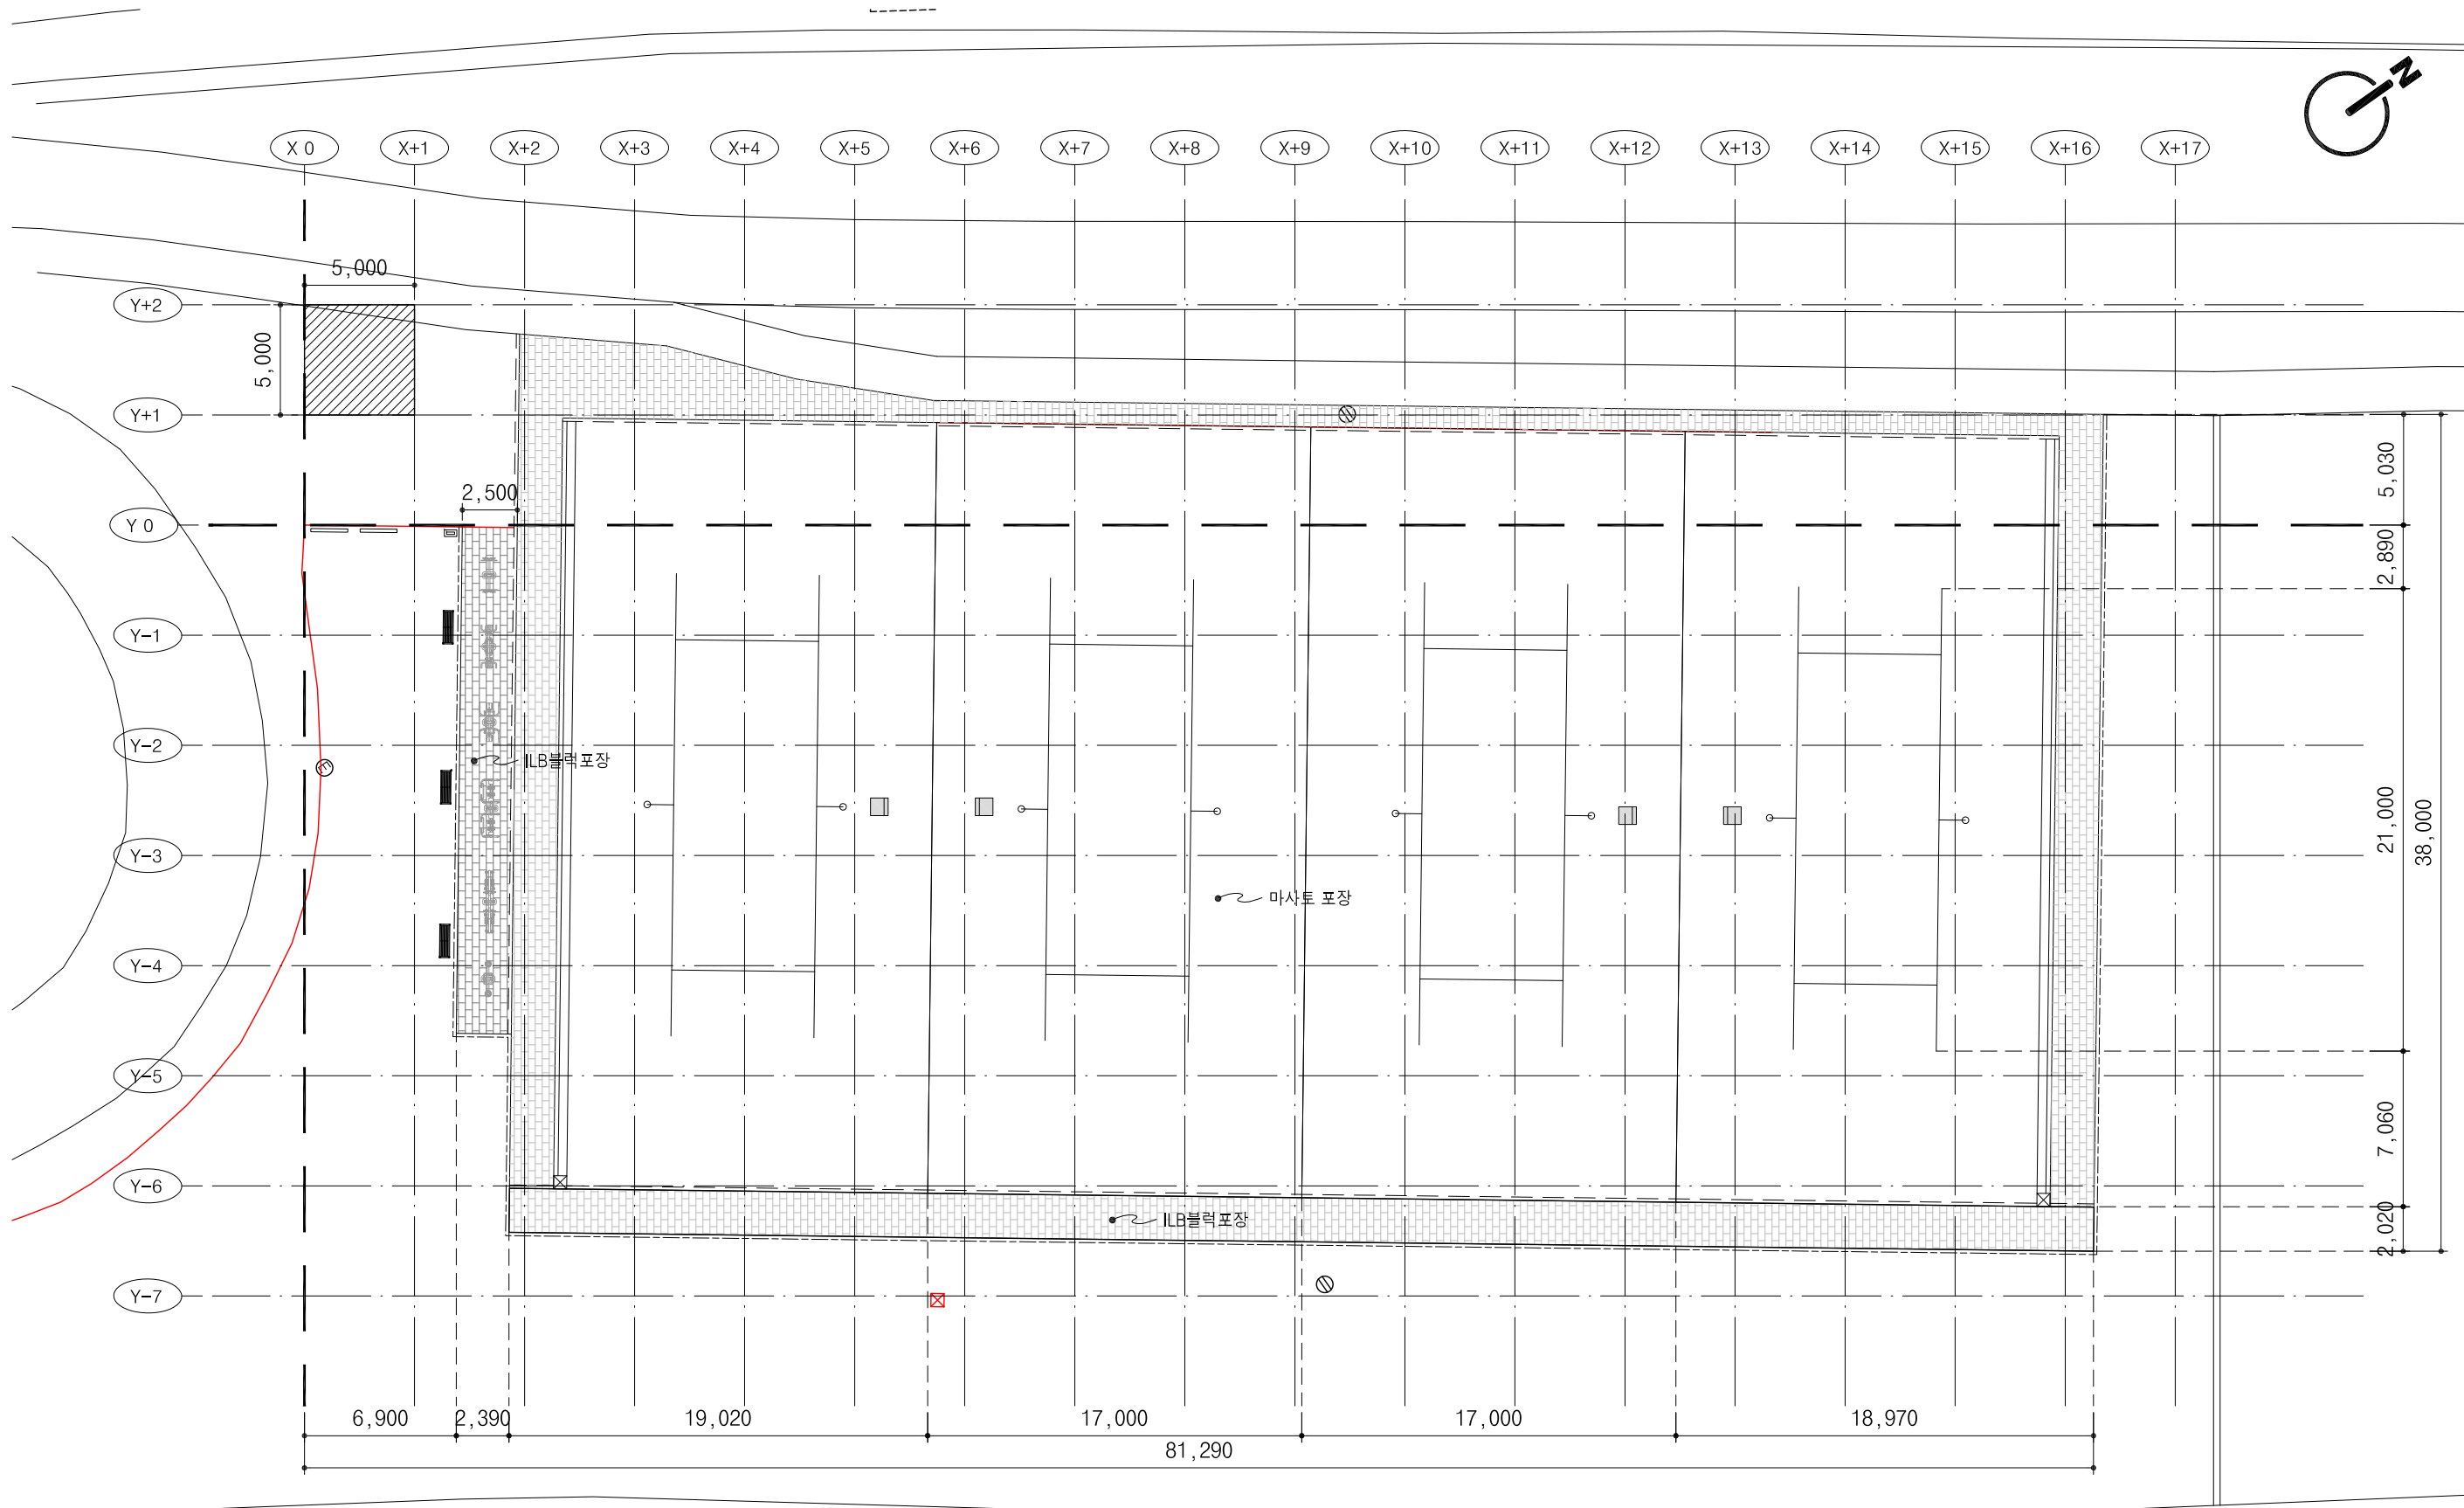 N
X 0
X+1
X+2
X+3
X+4
X+5
X+6
X+7
X+8
X+9
X+10
X+11
X+12
X+13
X+14
X+15
X+16
X+17
5,000
Y+2
5,000
Y+1
5,030
2,500
Y 0
2,890
Y-1
Y-2
ILB블럭포장
E
21,000
38,000
Y-3
마사토 포장
Y-4
Y-5
7,060
Y-6
ILB블럭포장
2,020
Y-7
6,900
2,390
19,020
17,000
17,000
18,970
81,290